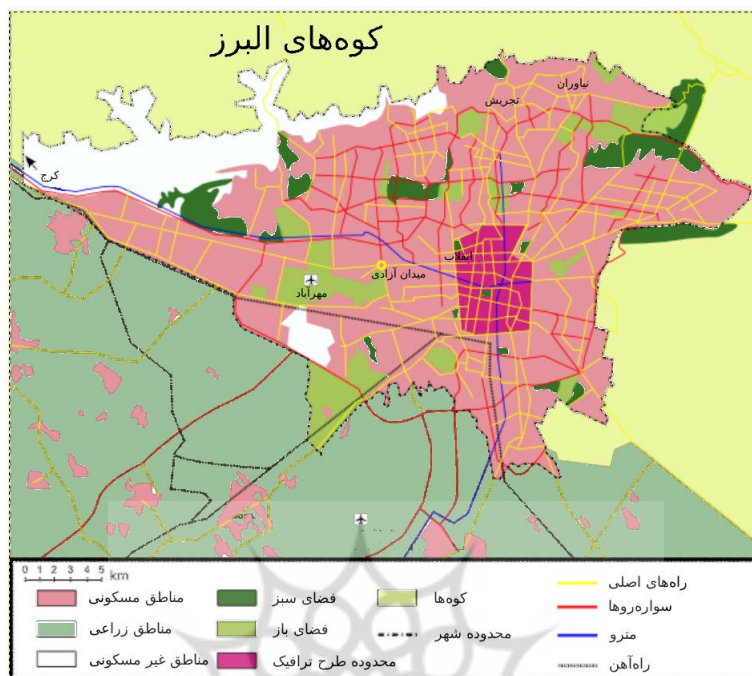 کوه‌های البرز
نیاوران
تجریش
کرج
انقلاب
میدان آزادی
مهرآباد
0 1 2 3 4 5
km
راه‌های اصلی
سواره‌روها
مترو
راه‌آهن
کوه‌ها
محدوده شهر
فضای سبز
فضای باز
محدوده طرح ترافیک
مناطق مسکونی
مناطق زراعی
مناطق غیر مسکونی